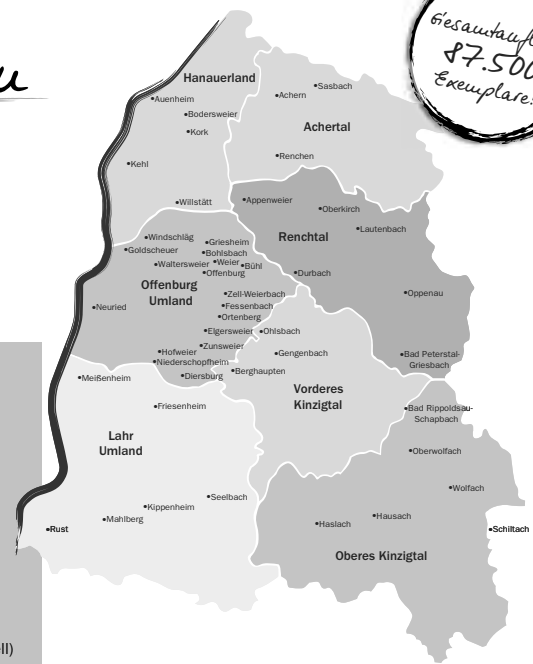 87.500
Exemplare
Hanauerland
Auenheim
Sasbach
Achern
Bodersweier
Kork
Achertal
Renchen
Kehl
Willstätt
Appenweier
Oberkirch
Lautenbach
Renchtal
Windschläg
Griesheim
Goldscheuer
Bohlsbach
Waltersweier
Weier
Bühl
Offenburg
Durbach
Offenburg
Umland
Zell-Weierbach
Oppenau
Neuried
Fessenbach
Ortenberg
Elgersweier
Ohlsbach
Zunsweier
Hofweier
Gengenbach
Bad Peterstal-
Griesbach
Niederschopfheim
Berghaupten
Diersburg
Meißenheim
Vorderes
Kinzigtal
Friesenheim
Bad Rippoldsau-
Schapbach
Lahr
Umland
Oberwolfach
Wolfach
Seelbach
Kippenheim
Mahlberg
Hausach
Haslach
Rust
Schiltach
Oberes Kinzigtal